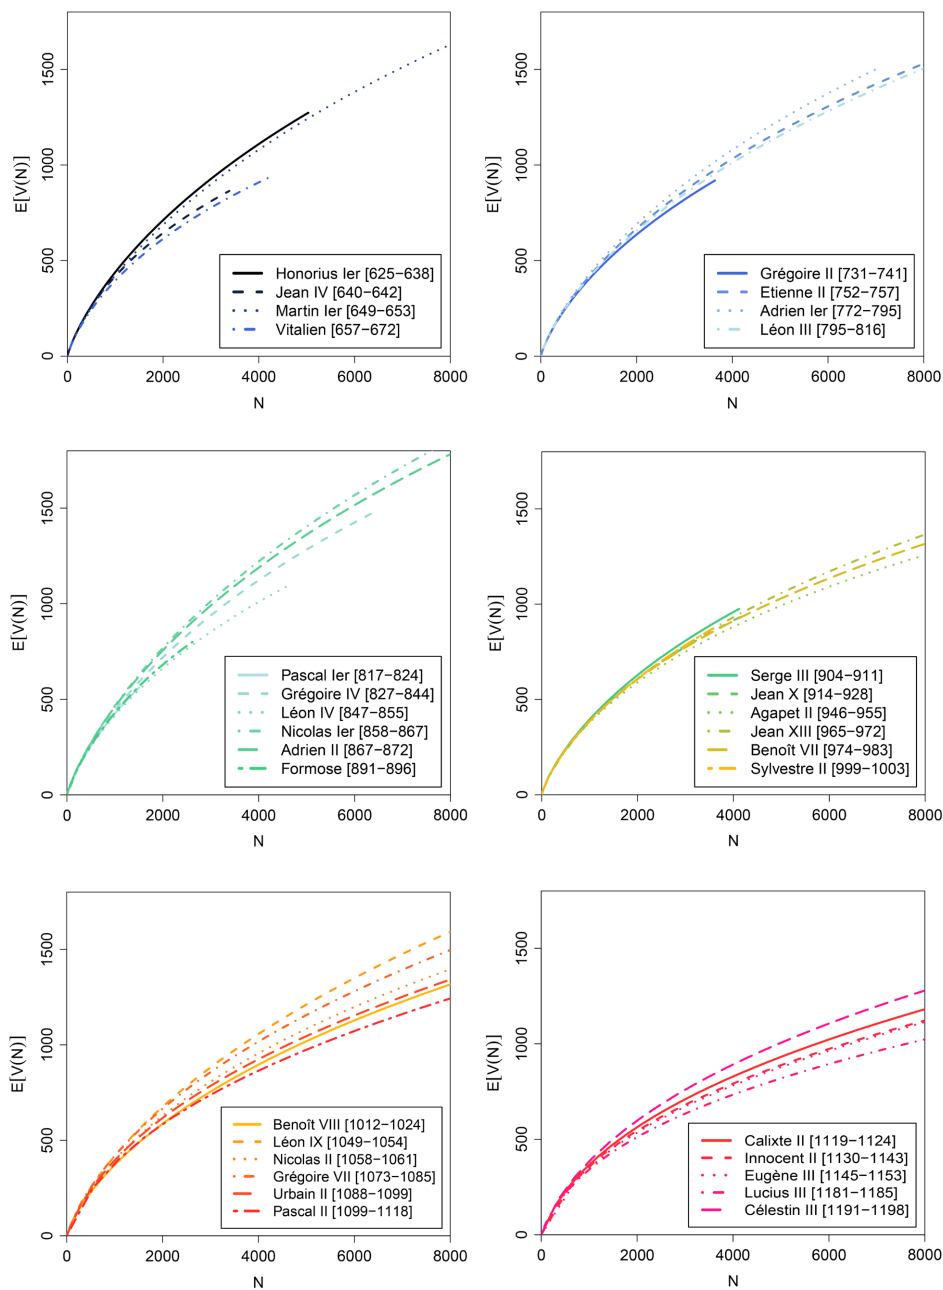 E[V(N)]
1500
1000
500
0
Honorius Ier [625−638]
Jean IV [640−642]
Martin Ier [649−653]
Vitalien [657−672]
0 2000 4000 6000 8000
N
E[V(N)]
1500
1000
500
0
Grégoire II [731−741]
Etienne II [752−757]
Adrien Ier [772−795]
Léon III [795−816]
0 2000 4000 6000 8000
N
E[V(N)]
1500
1000
500
0
Pascal Ier [817−824]
Grégoire IV [827−844]
Léon IV [847−855]
Nicolas Ier [858−867]
Adrien II [867−872]
Formose [891−896]
0 2000 4000 6000 8000
N
E[V(N)]
1500
1000
500
0
Serge III [904−911]
Jean X [914−928]
Agapet II [946−955]
Jean XIII [965−972]
Benoît VII [974−983]
Sylvestre II [999−1003]
0 2000 4000 6000 8000
N
E[V(N)]
1500
1000
500
0
Benoît VIII [1012−1024]
Léon IX [1049−1054]
Nicolas II [1058−1061]
Grégoire VII [1073−1085]
Urbain II [1088−1099]
Pascal II [1099−1118]
0 2000 4000 6000 8000
N
E[V(N)]
1500
1000
500
0
Calixte II [1119−1124]
Innocent II [1130−1143]
Eugène III [1145−1153]
Lucius III [1181−1185]
Célestin III [1191−1198]
0 2000 4000 6000 8000
N